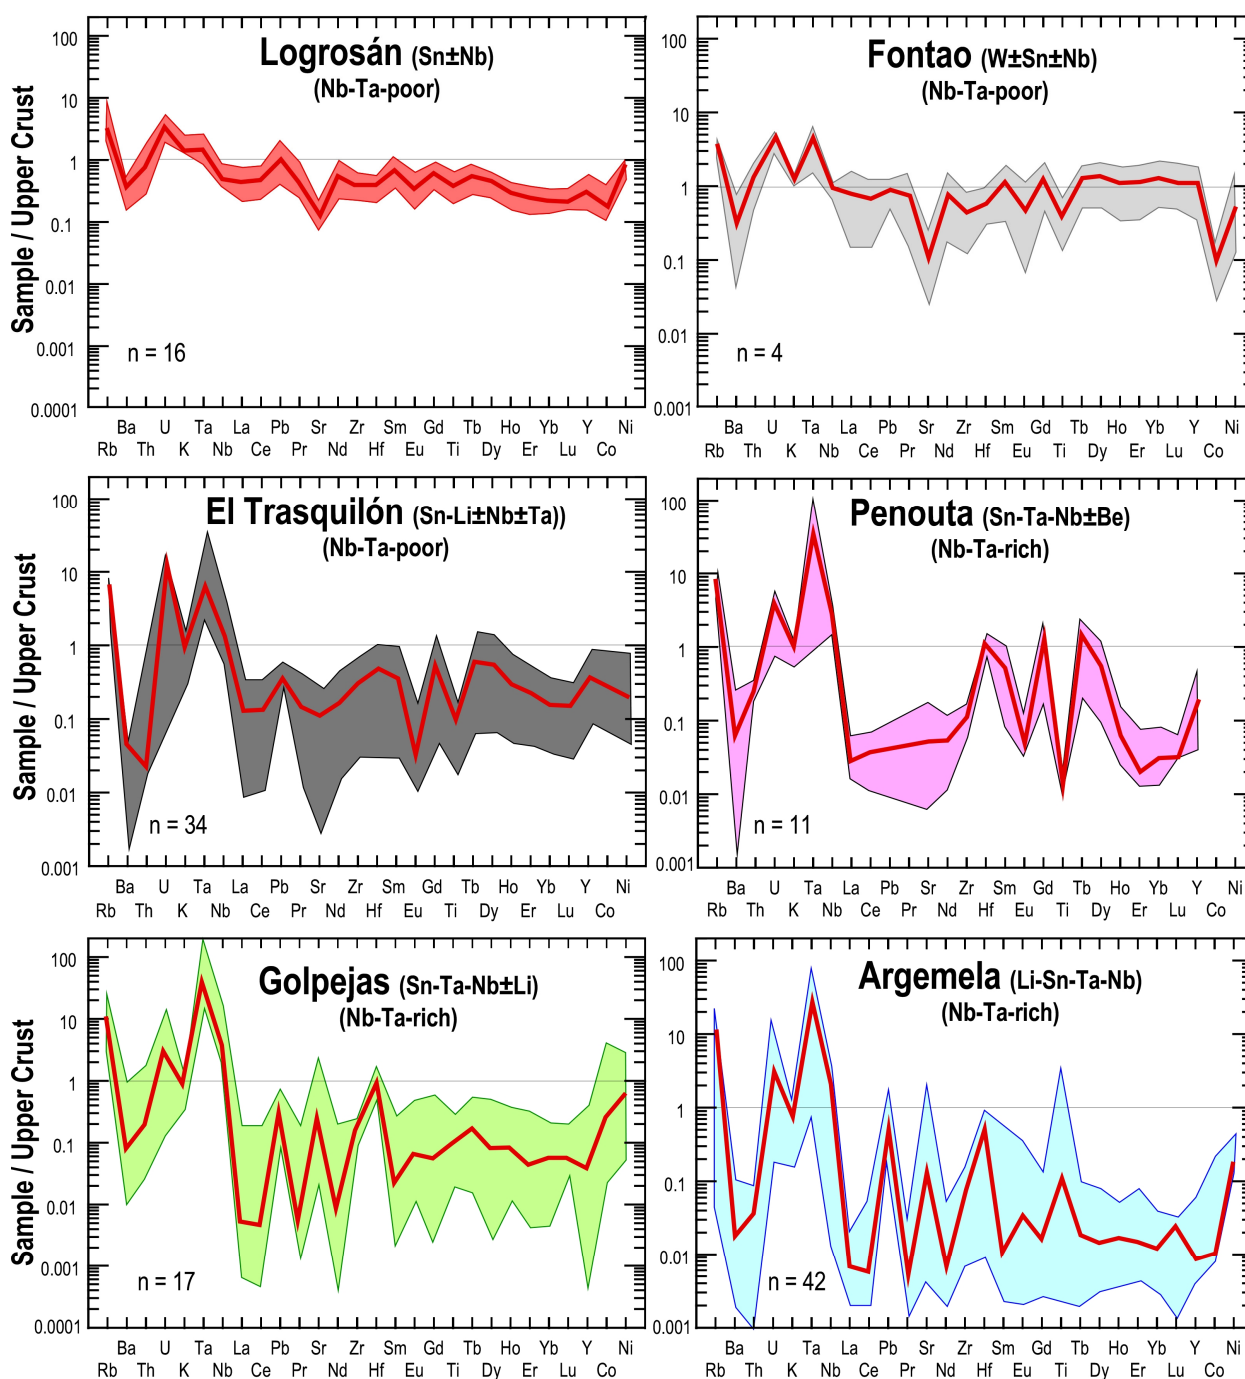 Logrosán (Sn±Nb)
(Nb-Ta-poor)
Sample / Upper Crust
100
10
1
0.1
0.01
0.001
0.0001
n = 16
Ba U Ta La Pb Sr Zr Sm Gd Tb Ho Yb Y Ni
Rb Th K Nb Ce Pr Nd Hf Eu Ti Dy Er Lu Co
Fontao (W±Sn±Nb)
(Nb-Ta-poor)
100
10
1
0.1
0.01
0.001
n = 4
Ba U Ta La Pb Sr Zr Sm Gd Tb Ho Yb Y Ni
Rb Th K Nb Ce Pr Nd Hf Eu Ti Dy Er Lu Co
El Trasquilón (Sn-Li±Nb±Ta))
(Nb-Ta-poor)
Sample / Upper Crust
100
10
1
0.1
0.01
0.001
n = 34
Ba U Ta La Pb Sr Zr Sm Gd Tb Ho Yb Y Ni
Rb Th K Nb Ce Pr Nd Hf Eu Ti Dy Er Lu Co
Penouta (Sn-Ta-Nb±Be)
(Nb-Ta-rich)
100
10
1
0.1
0.01
0.001
n = 11
Ba U Ta La Pb Sr Zr Sm Gd Tb Ho Yb Y Ni
Rb Th K Nb Ce Pr Nd Hf Eu Ti Dy Er Lu Co
Golpejas (Sn-Ta-Nb±Li)
(Nb-Ta-rich)
Sample / Upper Crust
100
10
1
0.1
0.01
0.001
0.0001
n = 17
Ba U Ta La Pb Sr Zr Sm Gd Tb Ho Yb Y Ni
Rb Th K Nb Ce Pr Nd Hf Eu Ti Dy Er Lu Co
Argemela (Li-Sn-Ta-Nb)
(Nb-Ta-rich)
100
10
1
0.1
0.01
0.001
n = 42
Ba U Ta La Pb Sr Zr Sm Gd Tb Ho Yb Y Ni
Rb Th K Nb Ce Pr Nd Hf Eu Ti Dy Er Lu Co